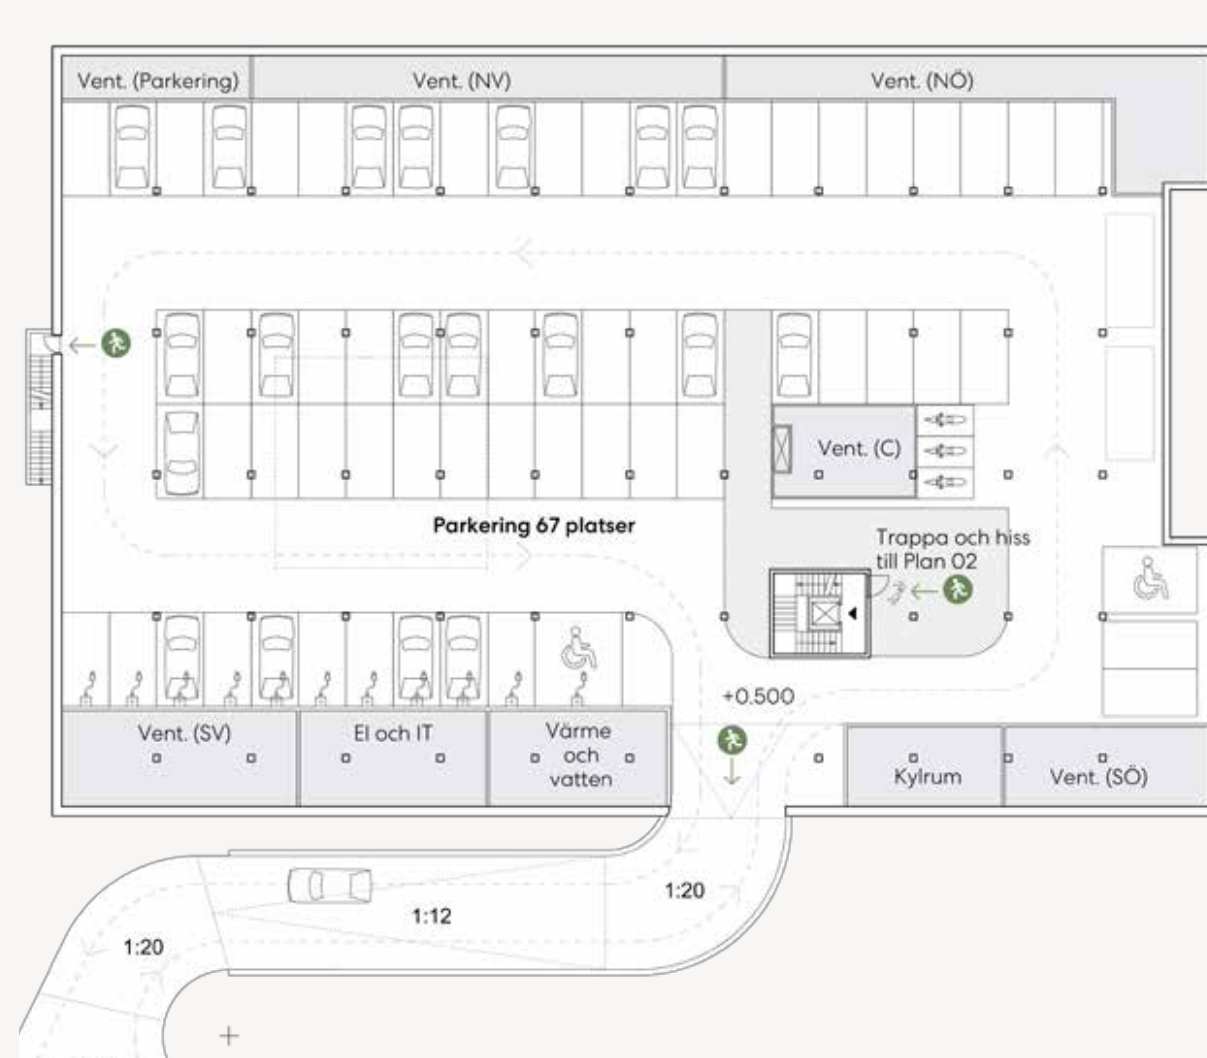 Vent. (Parkering)
Vent. (NV)
Vent. (NÖ)
Vent. (C)
Parkering 67 platser
Trappa och hiss
till Plan 02
+0.500
Vent. (SV)
El och IT
Värme
och
vatten
Kylrum
Vent. (SÖ)
1:20
1:12
1:20